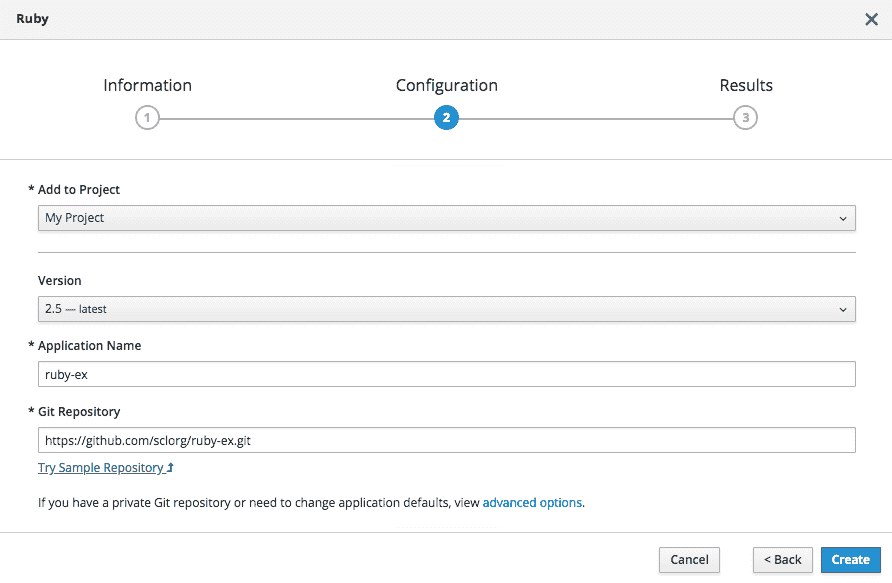 Ruby
Information
Configuration
Results
1
2
3
* Add to Project
My Project
Version
2.5 — latest
* Application Name
ruby-ex
* Git Repository
https://github.com/sclorg/ruby-ex.git
Try Sample Repository
If you have a private Git repository or need to change application defaults, view advanced options.
Cancel
< Back
Create